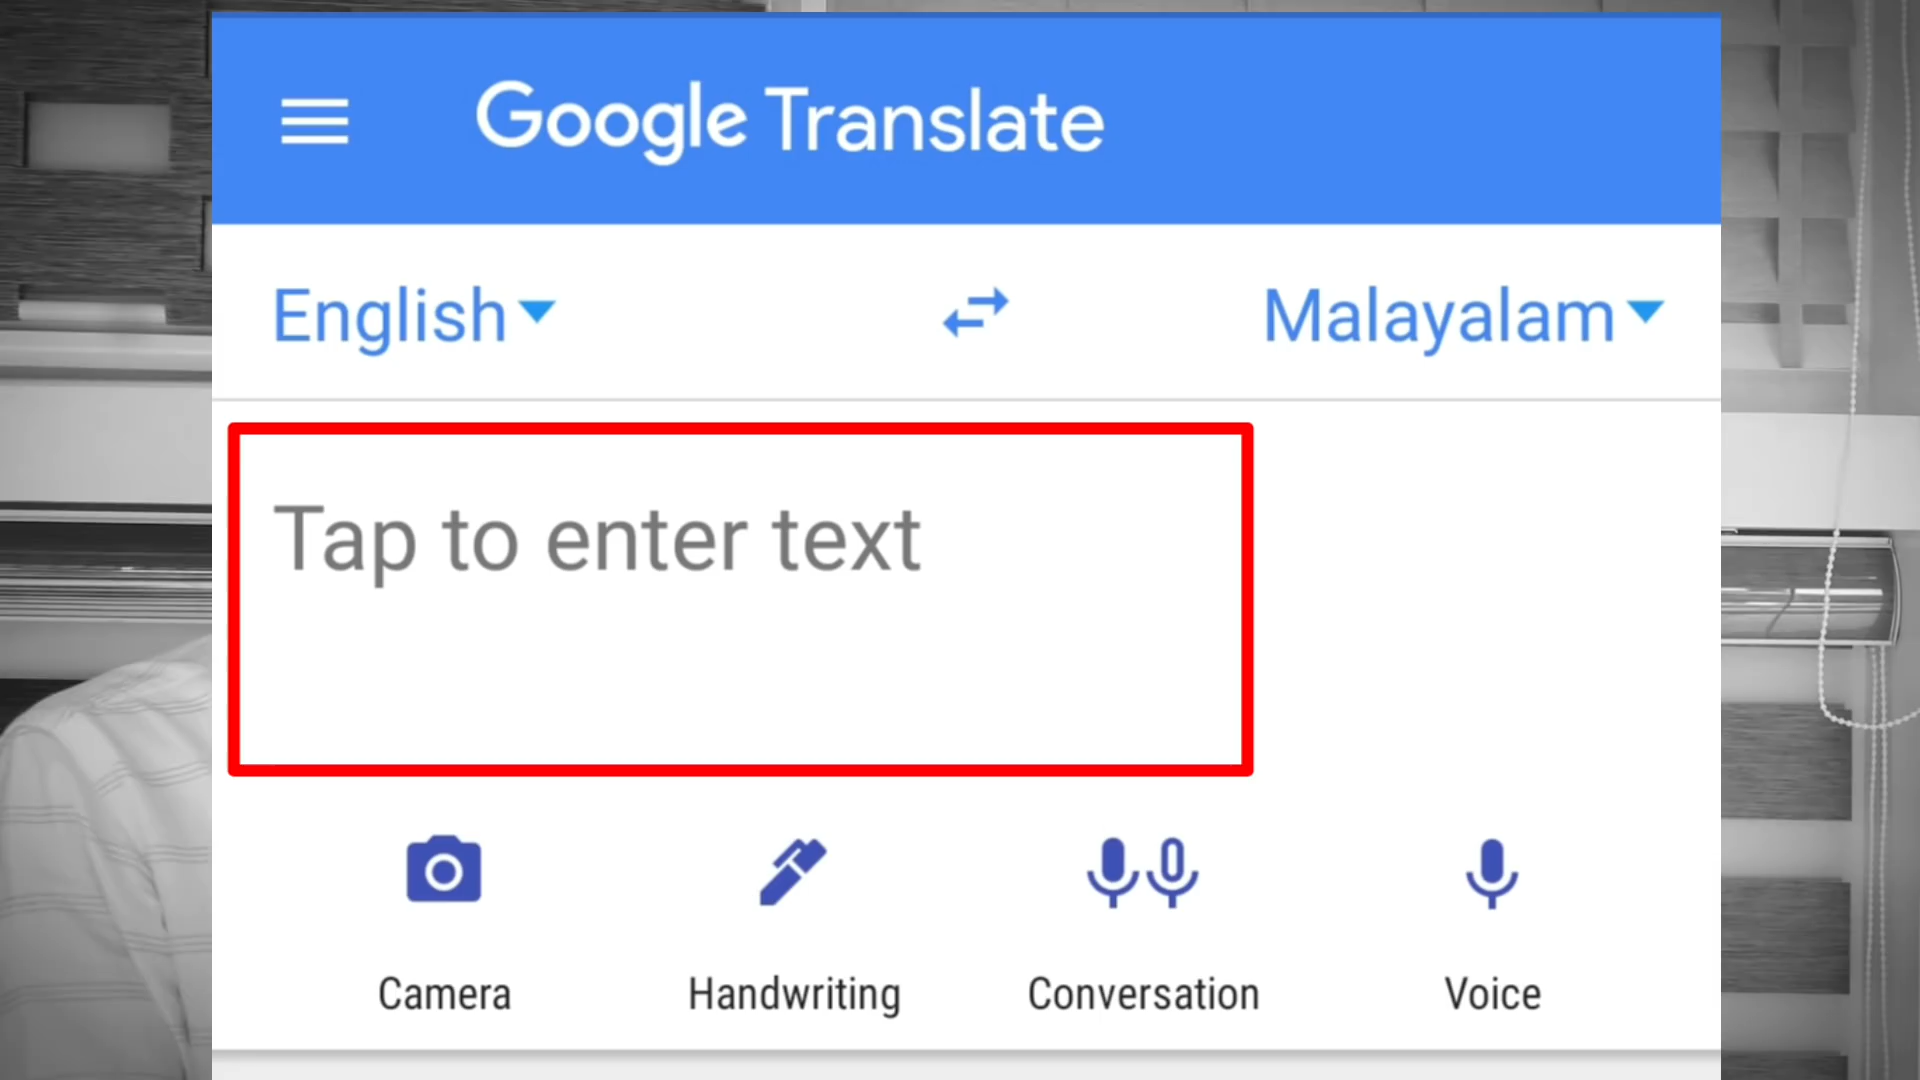 Google Translate
English Malayalam
Tap to enter text
Camera Handwriting Conversation Voice